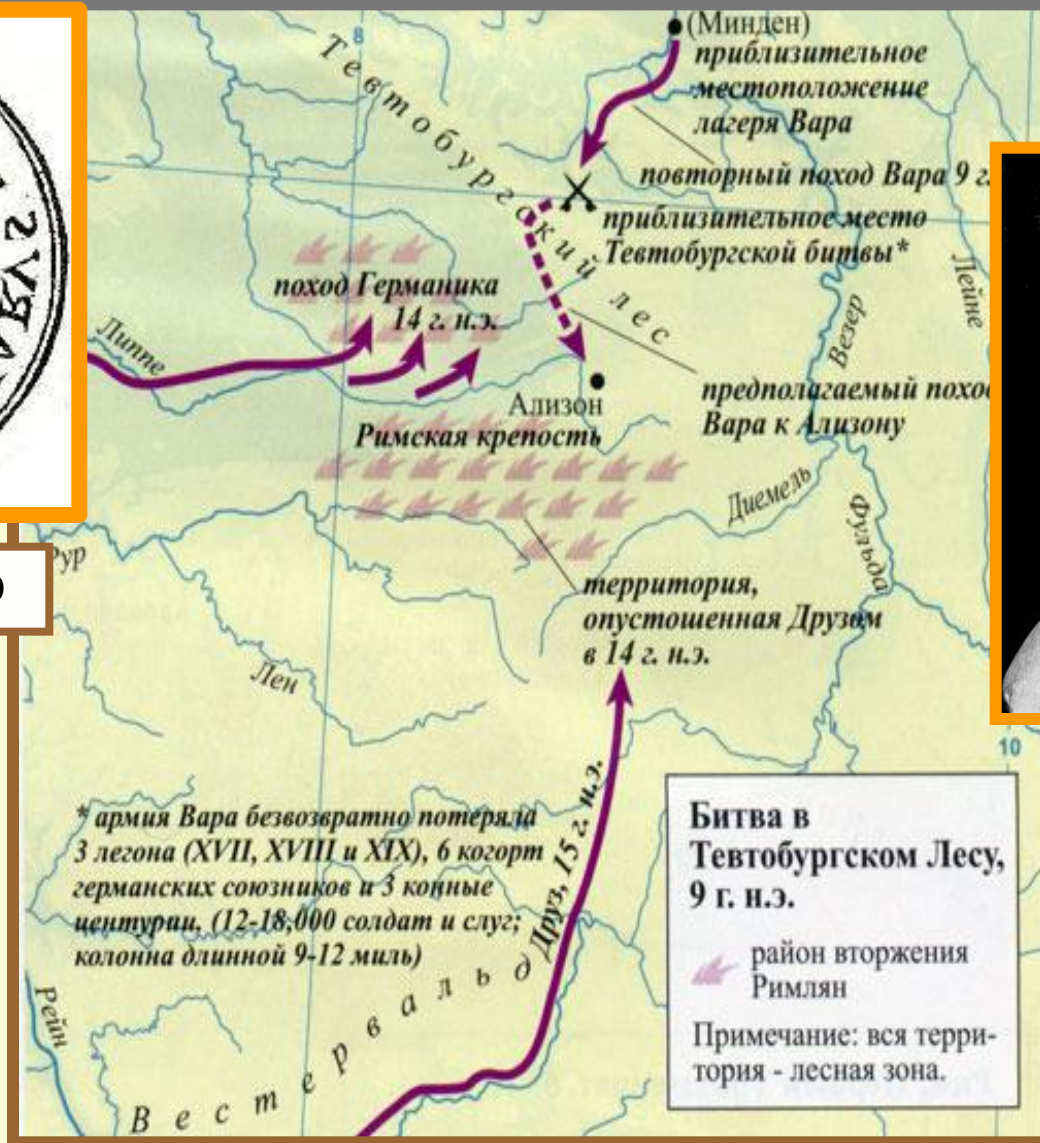 (Минден)
приблизительное
местоположение
лагеря Вара
повторный поход Вара 9 г.
приблизительное место
Тевтобургской битвы*
Тевтобургский лес
8
поход Германика
14 г. н.э.
Липпе
Лейне
Везер
предполагаемый
Вара к Ализону
Ализон
Римская крепость
Диемель
Фульда
территория,
опустошенная Друзом
в 14 г. н.э.
Лен
10
* армия Вара безвозвратно потеряла
3 легона (XVII, XVIII и XIX), 6 когорт
германских союзников и 3 конные
центурии, (12-18,000 солдат и слуг;
колонна длинной 9-12 миль)
Друз, 15 г. н.э.
Вестервальд
Рейн
Битва в
Тевтобургском Лесу,
9 г. н.э.
район вторжения
Римлян
Примечание: вся терри-
тория - лесная зона.